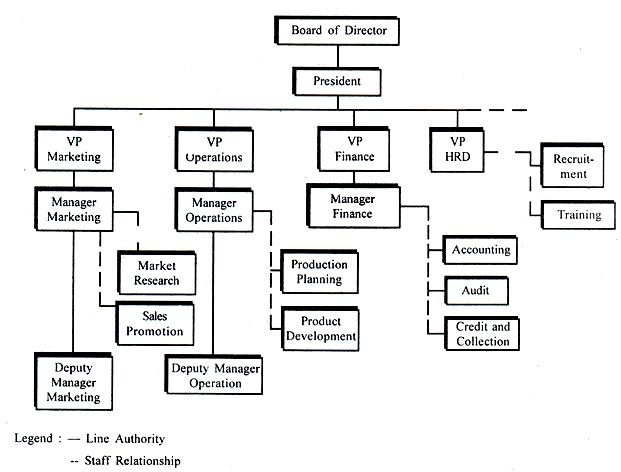 Board of Director
President
VP
Marketing
VP
Operations
VP
Finance
VP
HRD
Recruit-
ment
Training
Manager
Marketing
Manager
Operations
Manager
Finance
Market
Research
Sales
Promotion
Production
Planning
Product
Development
Accounting
Audit
Credit and
Collection
Deputy
Manager
Marketing
Deputy Manager
Operation
Legend : — Line Authority
-- Staff Relationship